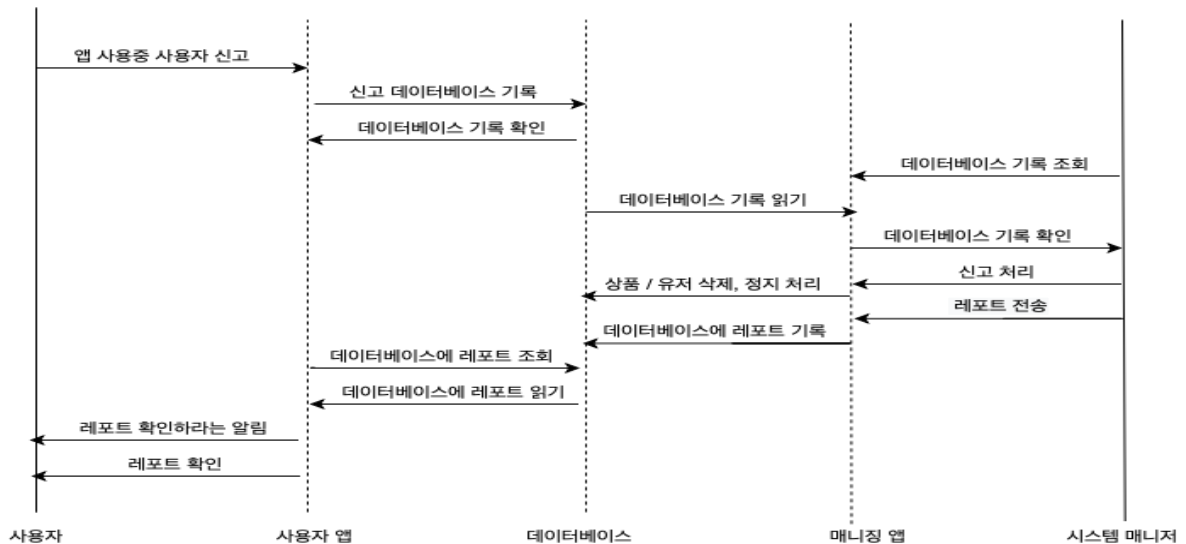 앱 사용중 사용자 신고
신고 데이터베이스 기록
데이터베이스 기록 확인
데이터베이스 기록 조회
데이터베이스 기록 읽기
데이터베이스 기록 확인
신고 처리
상품 / 유저 삭제, 정지 처리
레포트 전송
데이터베이스에 레포트 기록
데이터베이스에 레포트 조회
데이터베이스에 레포트 읽기
레포트 확인하라는 알림
레포트 확인
사용자 사용자 앱 데이터베이스 매니징 앱 시스템 매니저